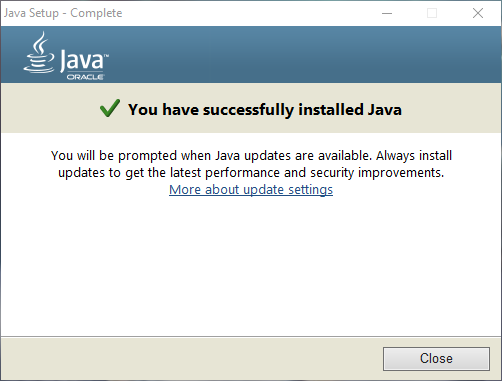 Java Setup - Complete
Java™
ORACLE
You have successfully installed Java
You will be prompted when Java updates are available. Always install
updates to get the latest performance and security improvements.
More about update settings
Close